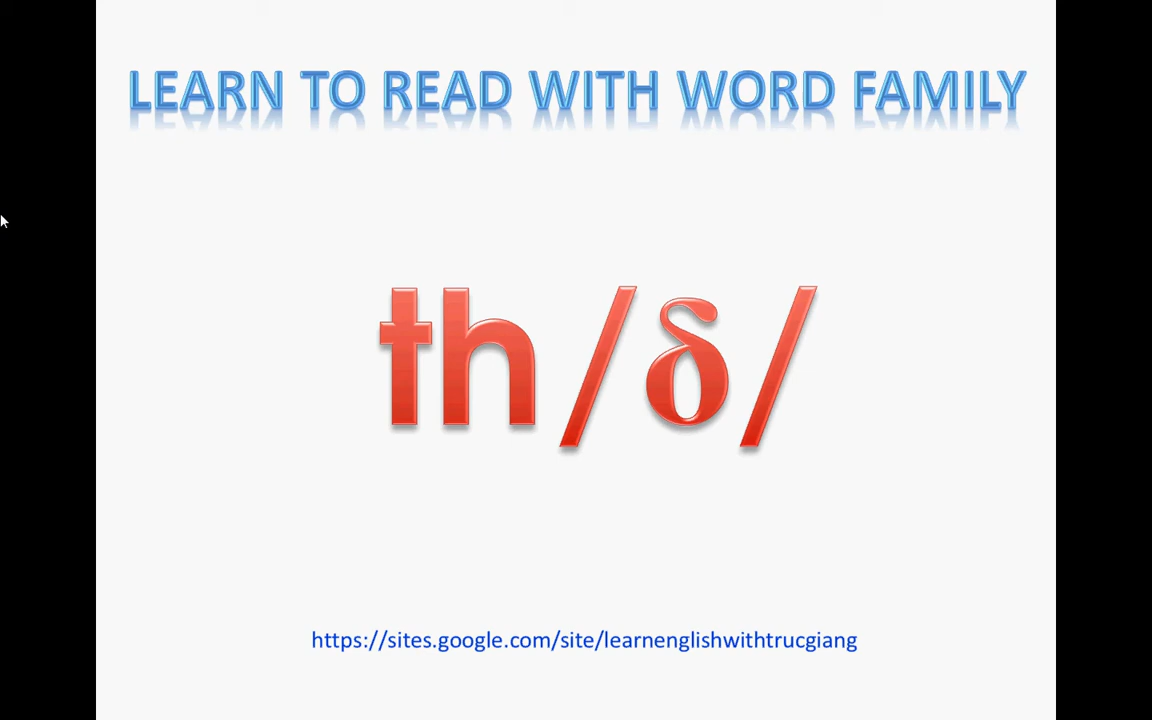 LEARN TO READ WITH WORD FAMILY
th/δ/
https://sites.google.com/site/learnenglishwithtrucgiang